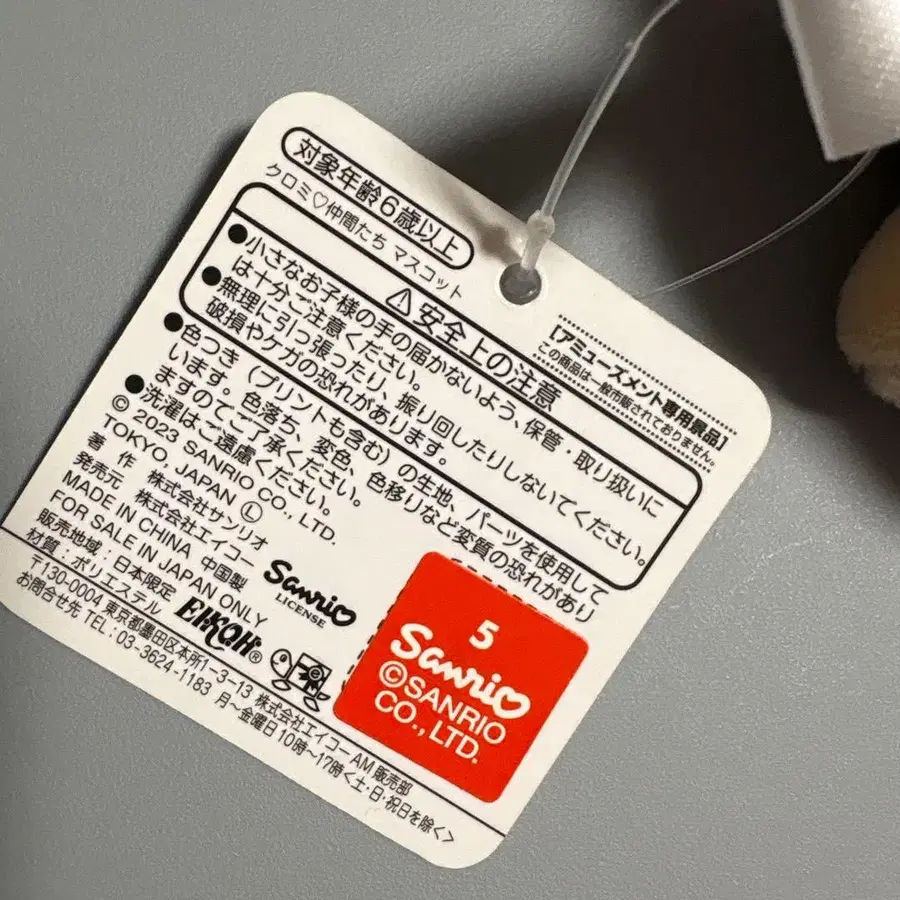 対象年齢6歳以上
クロミ♡仲間たち マスコット
【アミューズメント専用景品】
この商品は一般市販されておりません。
⚠安全上の注意
●小さなお子様の手の届かないよう、保管・取り扱いに
は十分ご注意ください。
●無理に引っ張ったり、振り回したりしないでください。
破損やケガの恐れがあります。
●色つき(プリントも含む)の生地、パーツを使用して
います。色落ち、変色、色移りなど変質の恐れがあり
ますのでご了承ください。
●洗濯はご遠慮ください。
© 2023 SANRIO CO., LTD.
TOKYO, JAPAN Ⓛ
著 作 株式会社サンリオ
発売元 株式会社エイコー
MADE IN CHINA 中国製
FOR SALE IN JAPAN ONLY
販売地域：日本限定
材質：ポリエステル
Sanrio
LICENSE
EIKOH®
〒130-0004 東京都墨田区本所1-3-13 株式会社エイコー AM販売部
お問合せ先 TEL：03-3624-1183 月〜金曜日10時〜17時<土・日・祝日を除く>
5
Sanrio
©SANRIO
CO., LTD.